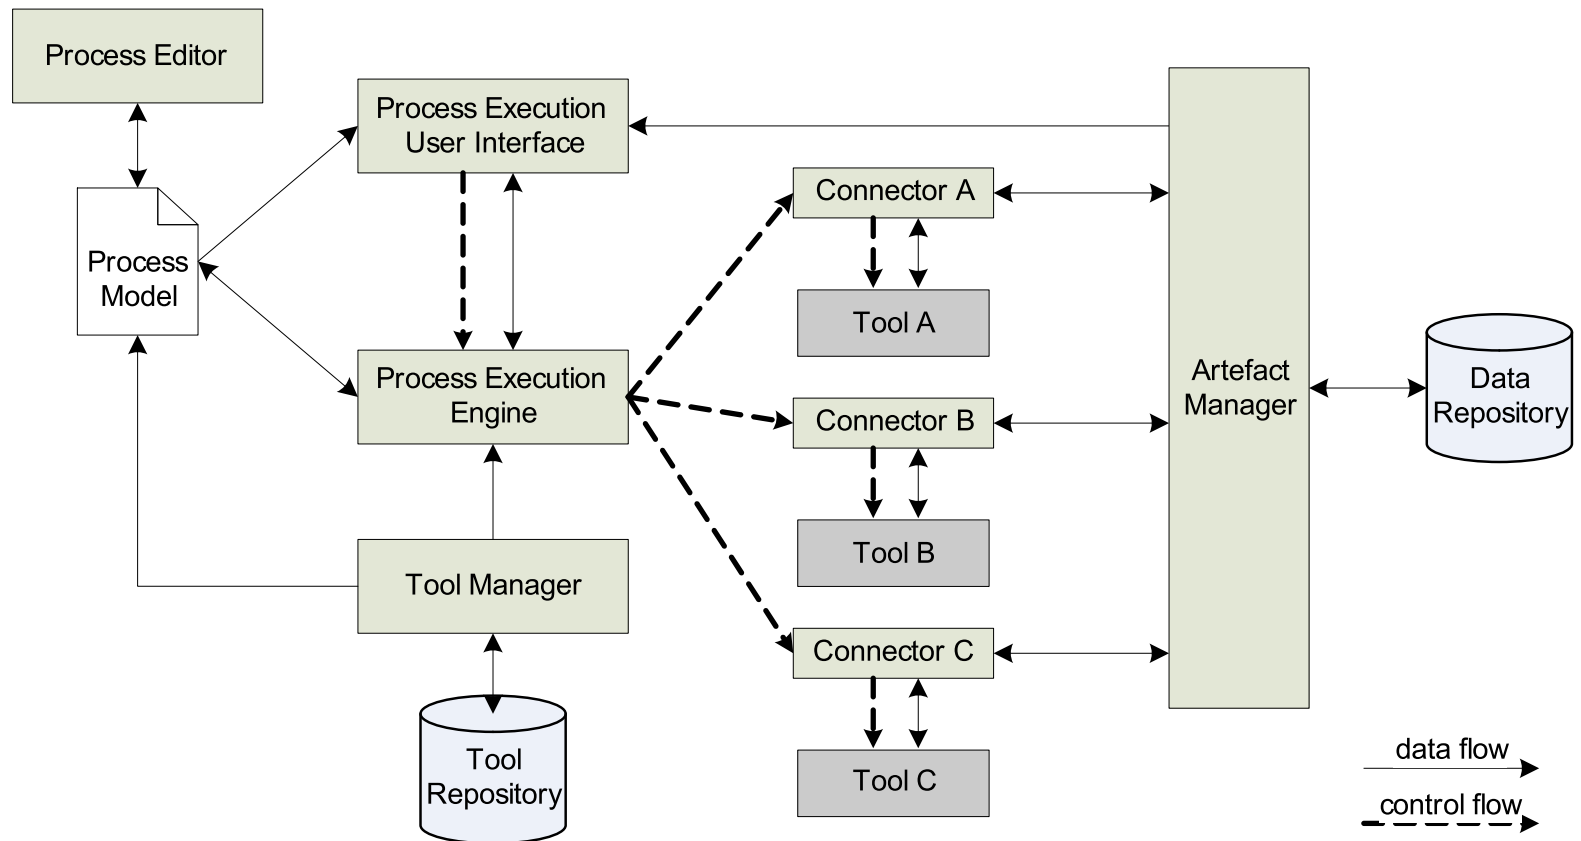 Process Editor
Process Execution
User Interface
Connector A
Process
Model
Tool A
Process Execution
Engine
Artefact
Manager
Data
Repository
Connector B
Tool B
Tool Manager
Connector C
Tool
Repository
Tool C
data flow
control flow